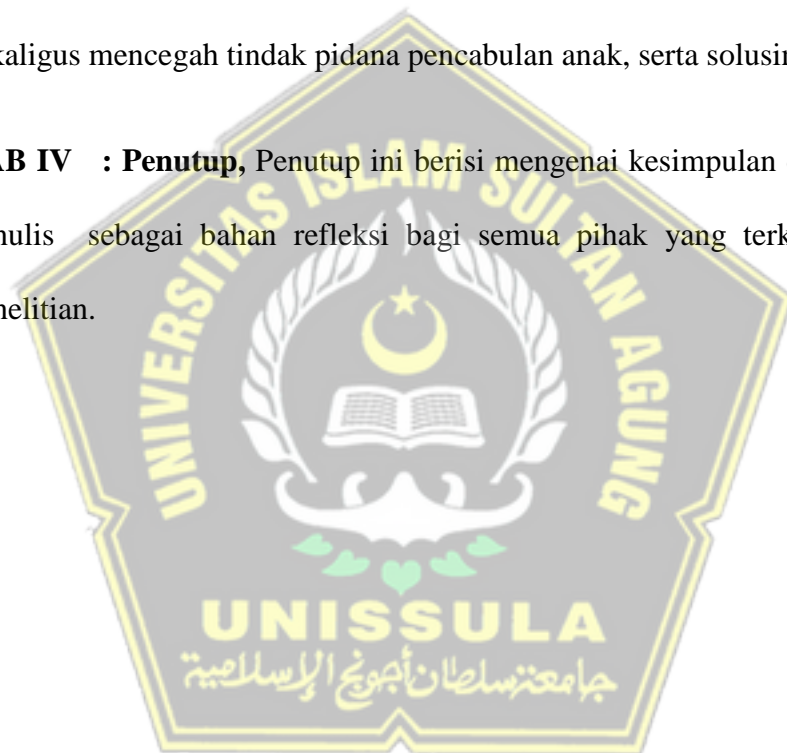 kaligus mencegah tindak pidana pencabulan anak, serta solusin
AB IV : Penutup, Penutup ini berisi mengenai kesimpulan
nulis sebagai bahan refleksi bagi semua pihak yang terk
nelitian.
UNIVERSITAS ISLAM SULTAN AGUNG
UNISSULA
جامعة سلطان أجونج الإسلامية